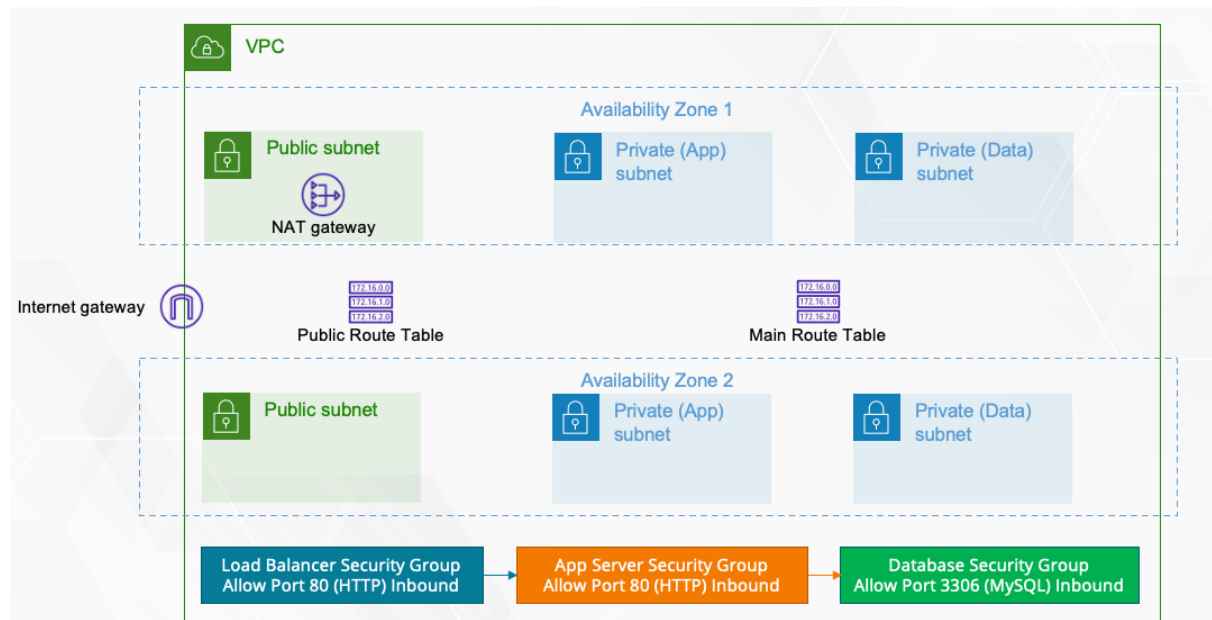 VPC
Availability Zone 1
Public subnet
NAT gateway
Private (App)
subnet
Private (Data)
subnet
Internet gateway
172.16.0.0
172.16.1.0
172.16.2.0
Public Route Table
172.16.0.0
172.16.1.0
172.16.2.0
Main Route Table
Availability Zone 2
Public subnet
Private (App)
subnet
Private (Data)
subnet
Load Balancer Security Group
Allow Port 80 (HTTP) Inbound
App Server Security Group
Allow Port 80 (HTTP) Inbound
Database Security Group
Allow Port 3306 (MySQL) Inbound